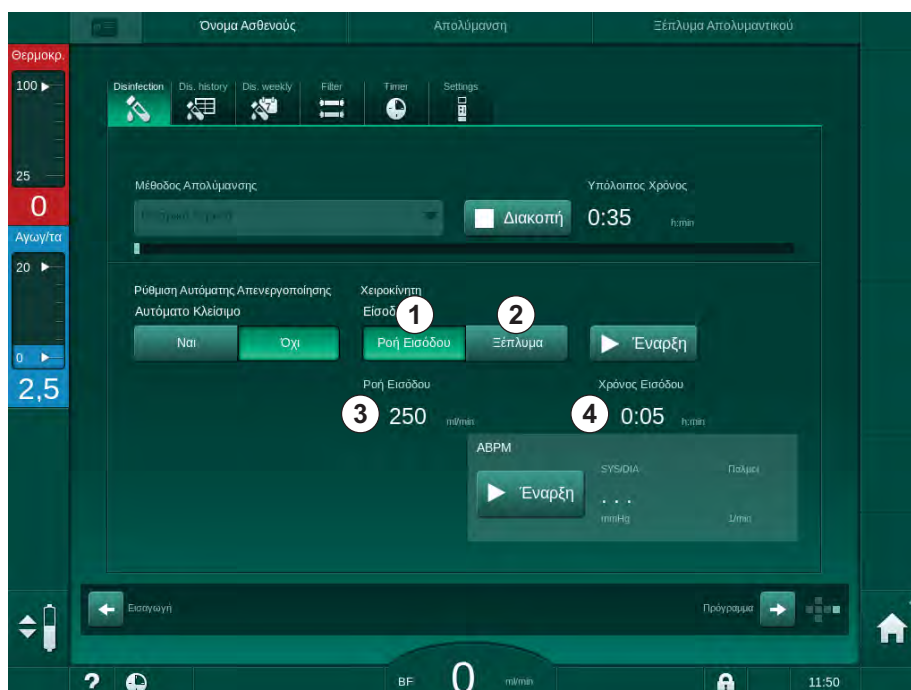 Όνομα Ασθενούς
Απολύμανση
Ξέπλυμα Απολυμαντικού
Θερμοκρ.
100
25
0
Αγωγ/τα
20
0
2,5
Disinfection
Dis. history
Dis. weekly
Filter
Timer
Settings
Μέθοδος Απολύμανσης
Υπόλοιπος Χρόνος
Διακοπή
0:35 h:min
Ρύθμιση Αυτόματης Απενεργοποίησης
Χειροκίνητη
Αυτόματο Κλείσιμο
Είσοδ
1
2
Ναι
Όχι
Ροή Εισόδου
Ξέπλυμα
Έναρξη
Ροή Εισόδου
Χρόνος Εισόδου
3
250 ml/min
4
0:05 h:min
ABPM
SYS/DIA
Παλμοί
Έναρξη
. . .
mmHg
1/min
Εισαγωγή
Πρόγραμμα
?
BF
0
ml/min
11:50